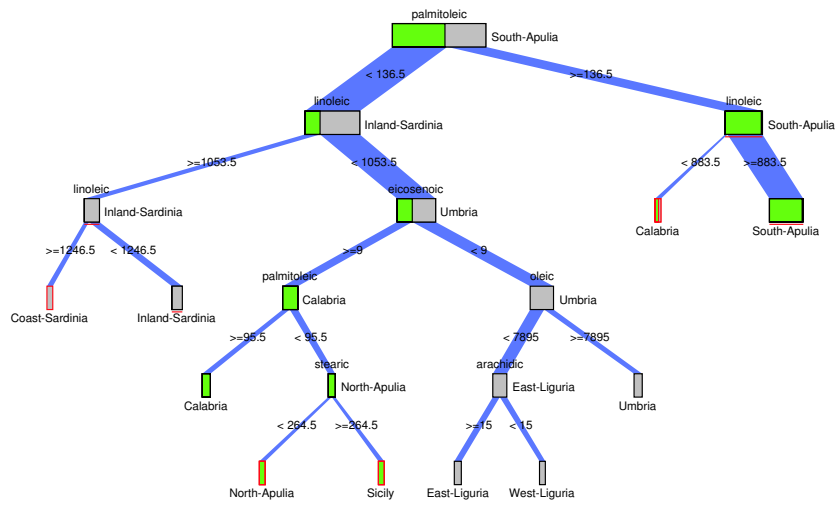 palmitoleic
South-Apulia
< 136.5
>=136.5
linoleic
Inland-Sardinia
linoleic
South-Apulia
>=1053.5
< 1053.5
< 883.5
>=883.5
linoleic
Inland-Sardinia
eicosenoic
Umbria
Calabria
South-Apulia
>=1246.5
< 1246.5
>=9
< 9
Coast-Sardinia
Inland-Sardinia
palmitoleic
Calabria
oleic
Umbria
>=95.5
< 95.5
< 7895
>=7895
Calabria
stearic
North-Apulia
arachidic
East-Liguria
Umbria
< 264.5
>=264.5
>=15
< 15
North-Apulia
Sicily
East-Liguria
West-Liguria